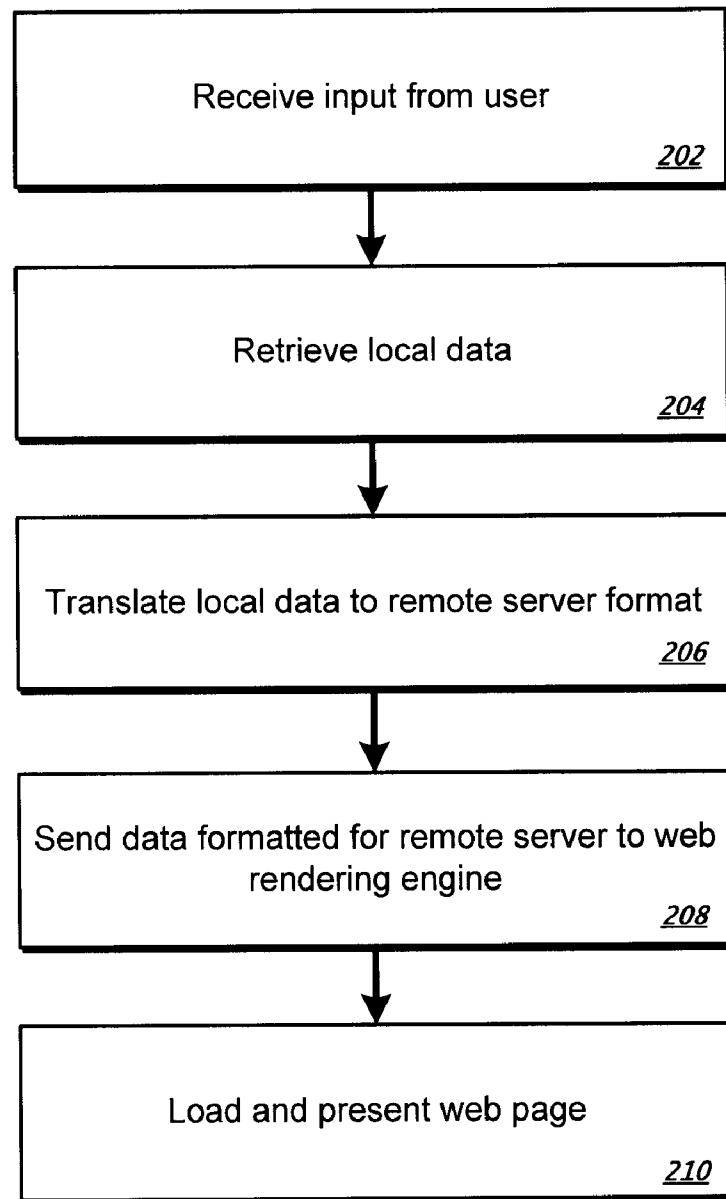 Receive input from user
202
Retrieve local data
204
Translate local data to remote server format
206
Send data formatted for remote server to web
rendering engine
208
Load and present web page
210